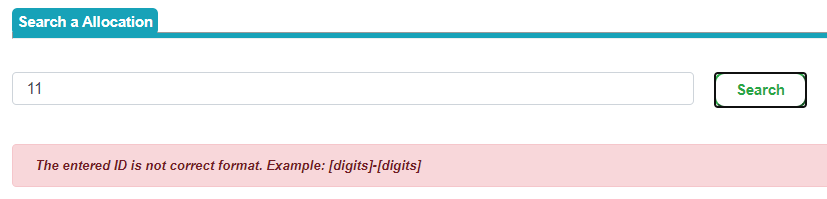 Search a Allocation
11
Search
The entered ID is not correct format. Example: [digits]-[digits]